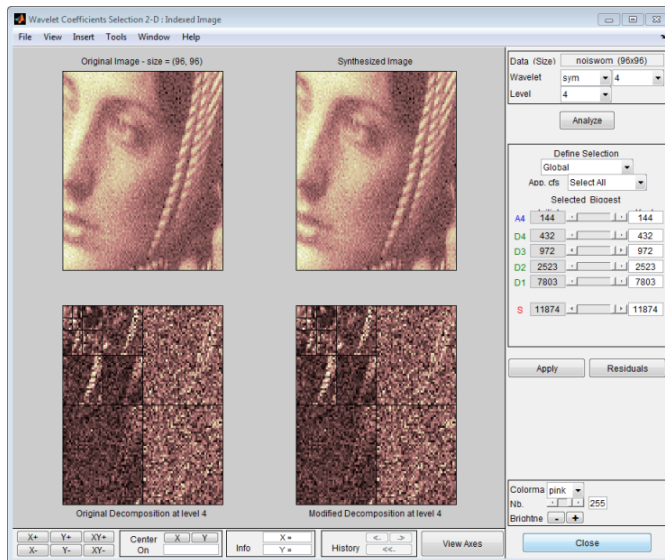 Wavelet Coefficients Selection 2-D : Indexed Image
File View Insert Tools Window Help
Original Image - size = (96, 96)
Synthesized Image
Original Decomposition at level 4
Modified Decomposition at level 4
Data (Size) noiswom (96x96)
Wavelet sym 4
Level 4
Analyze
Define Selection
Global
App. cfs Select All
Selected Biggest
A4 144 144
D4 432 432
D3 972 972
D2 2523 2523
D1 7803 7803
S 11874 11874
Apply Residuals
Colorma pink
Nb. 255
Brightne - +
Close
X+ Y+ XY+
X- Y- XY-
Center X Y
On
Info X =
Y =
History <- ->
<<-
View Axes